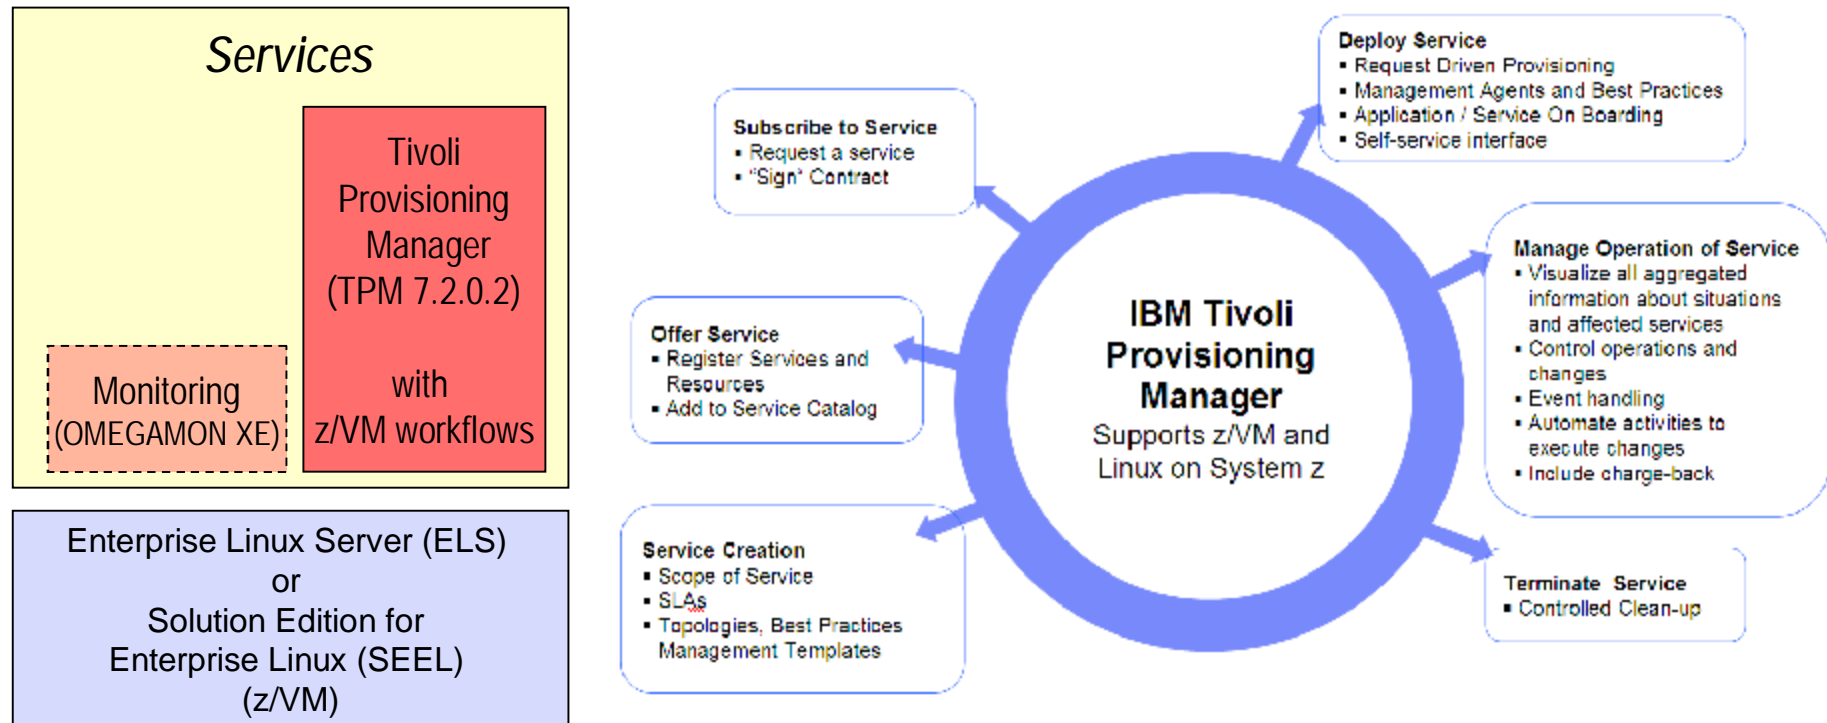 Services
Tivoli
Provisioning
Manager
(TPM 7.2.0.2)
with
z/VM workflows
Monitoring
(OMEGAMON XE)
Enterprise Linux Server (ELS)
or
Solution Edition for
Enterprise Linux (SEEL)
(z/VM)
Subscribe to Service
▪ Request a service
▪ "Sign" Contract
Offer Service
▪ Register Services and
Resources
▪ Add to Service Catalog
Service Creation
▪ Scope of Service
▪ SLAs
▪ Topologies, Best Practices
Management Templates
IBM Tivoli
Provisioning
Manager
Supports z/VM and
Linux on System z
Deploy Service
▪ Request Driven Provisioning
▪ Management Agents and Best Practices
▪ Application / Service On Boarding
▪ Self-service interface
Manage Operation of Service
▪ Visualize all aggregated
information about situations
and affected services
▪ Control operations and
changes
▪ Event handling
▪ Automate activities to
execute changes
▪ Include charge-back
Terminate Service
▪ Controlled Clean-up